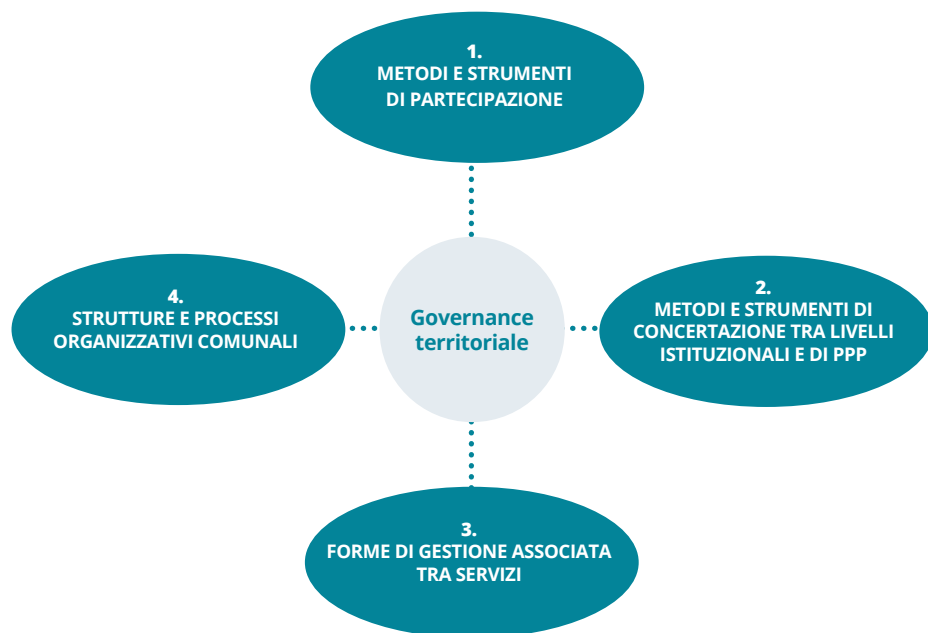 1.
METODI E STRUMENTI
DI PARTECIPAZIONE
4.
STRUTTURE E PROCESSI
ORGANIZZATIVI COMUNALI
Governance
territoriale
2.
METODI E STRUMENTI DI
CONCERTAZIONE TRA LIVELLI
ISTITUZIONALI E DI PPP
3.
FORME DI GESTIONE ASSOCIATA
TRA SERVIZI